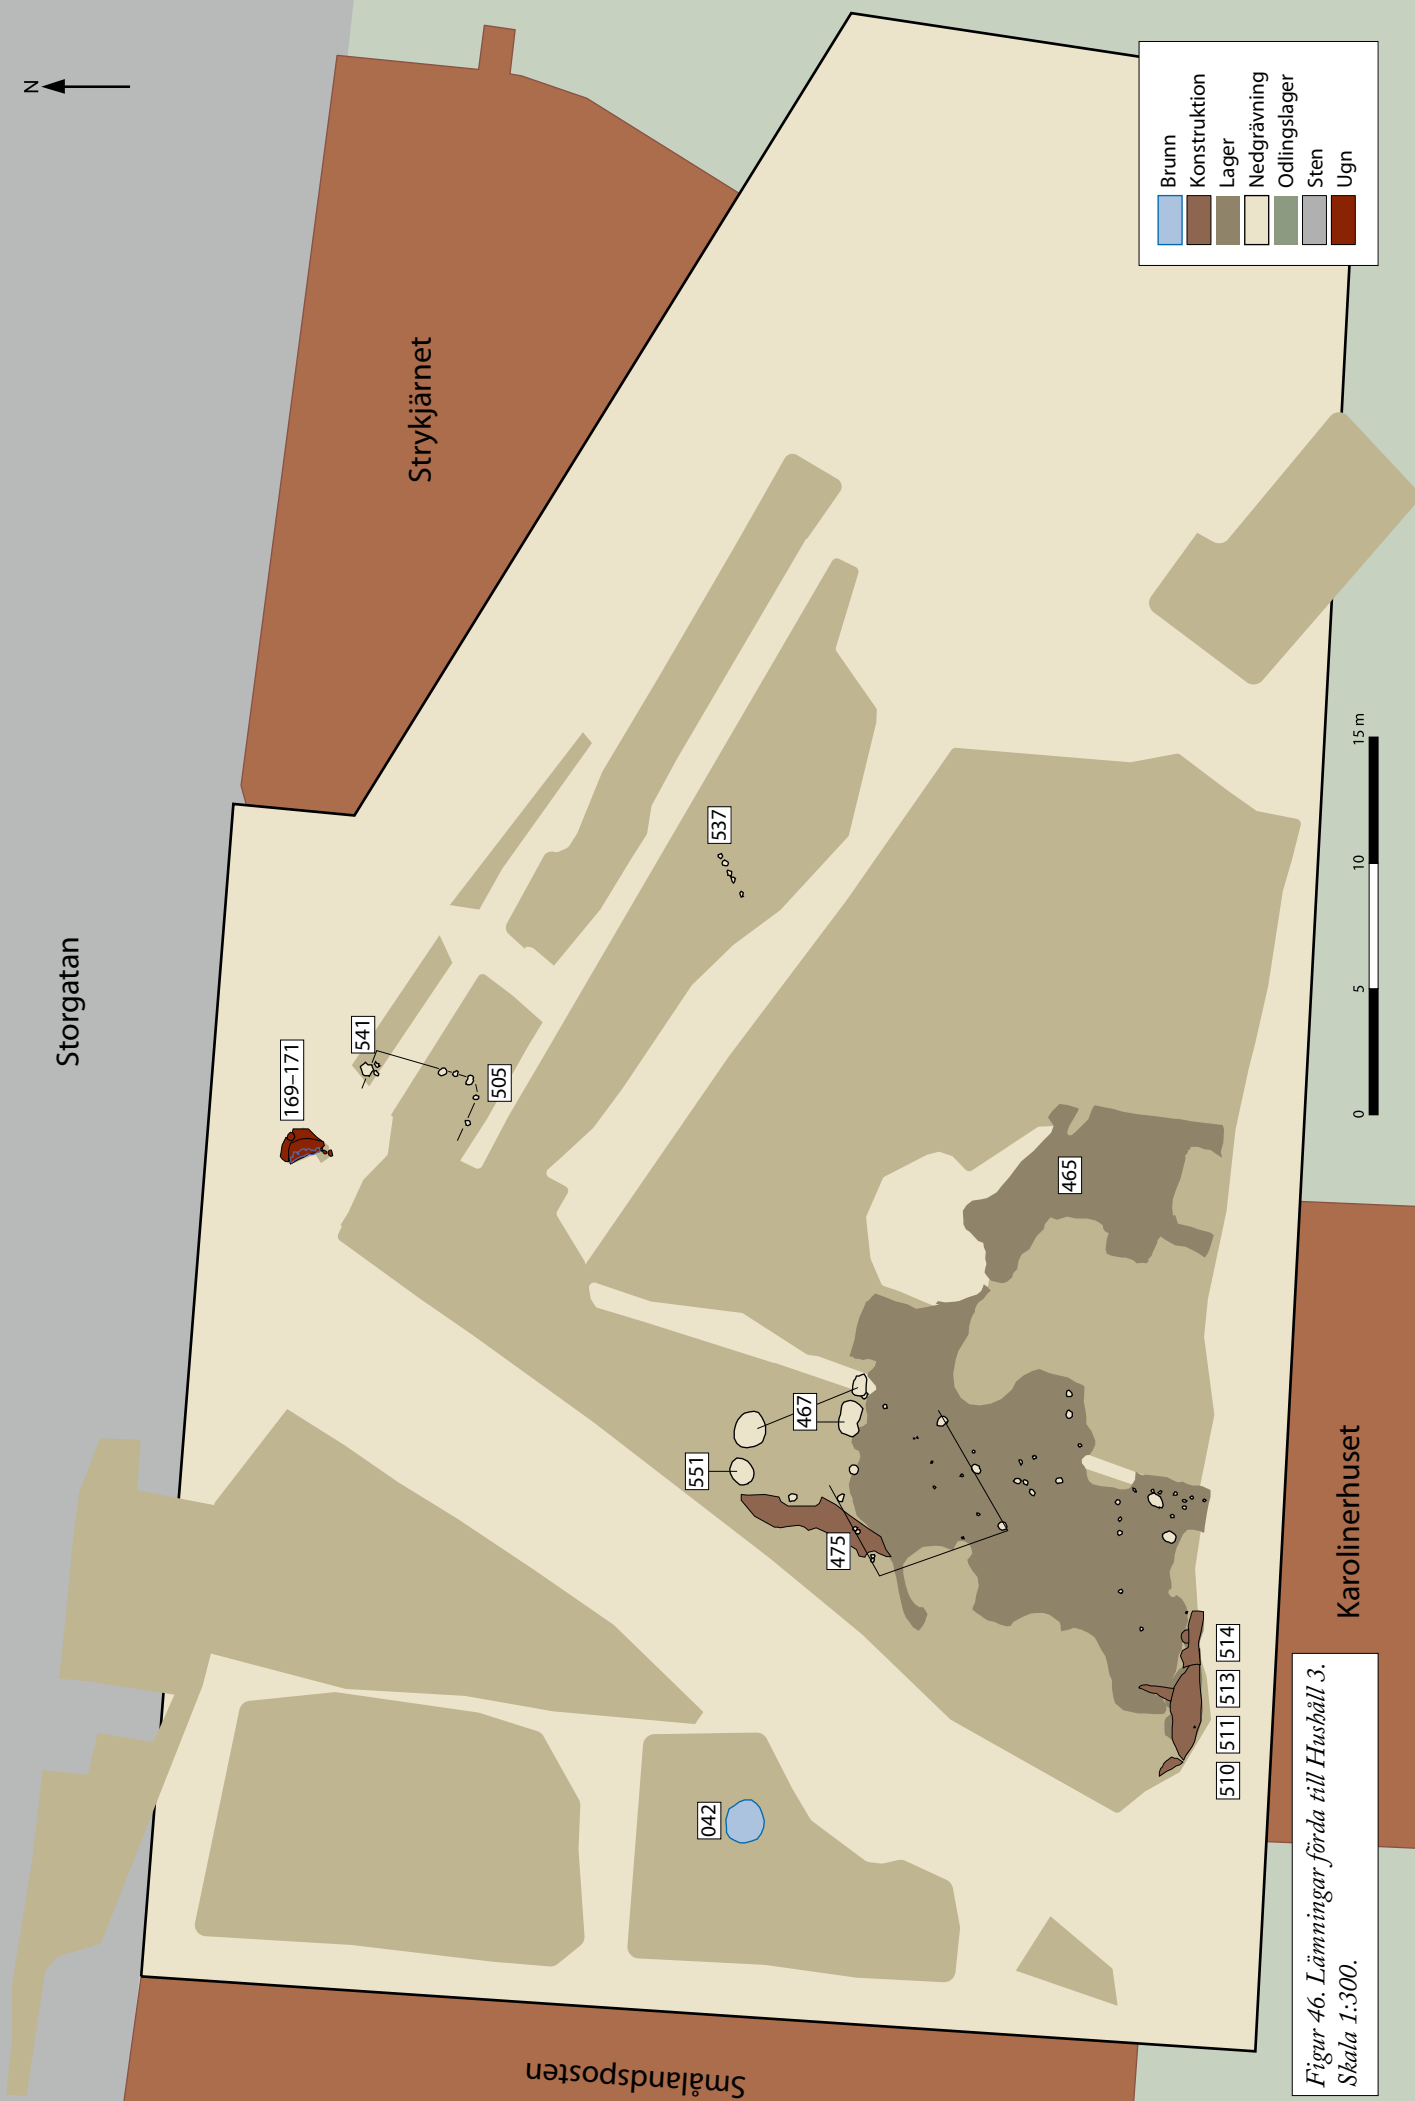 N
Storgatan
Strykjärnet
Smålandsposten
Karolinerhuset
169–171
541
505
537
467
551
475
465
042
510
511
513
514
Brunn
Konstruktion
Lager
Nedgrävning
Odlingslager
Sten
Ugn
0
5
10
15 m
Figur 46. Lämningar förda till Hushåll 3.
Skala 1:300.